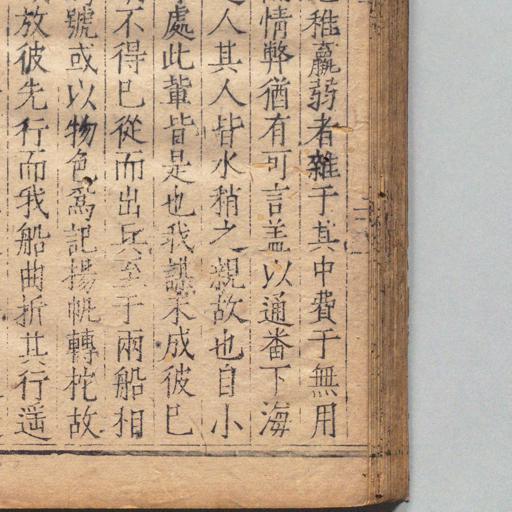 稚羸弱者雜于其中費于無用
情弊猶有可言盖以通番下海
人其人皆水稍之親故也自小
處此輩皆是也我謀未成彼已
不得已從而出兵至于兩船相
號或以物色爲記揚帆轉柁故
放彼先行而我船曲折其行遥